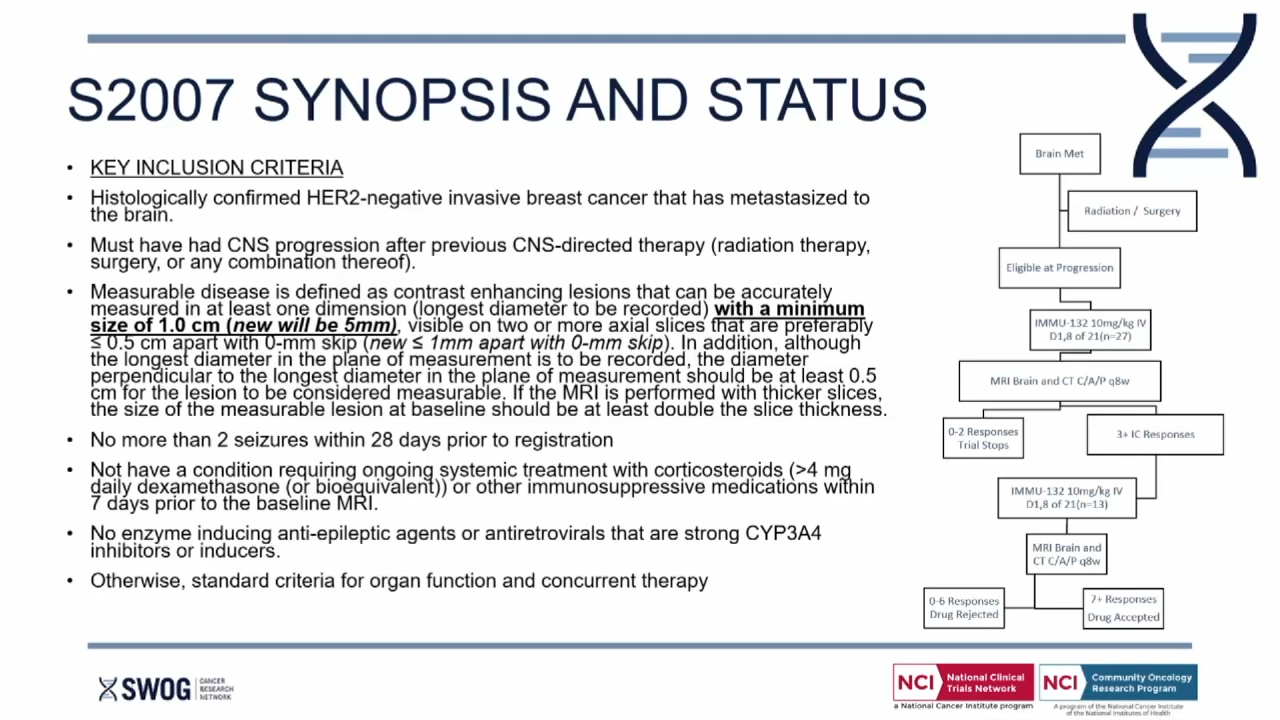 S2007 SYNOPSIS AND STATUS
• KEY INCLUSION CRITERIA
• Histologically confirmed HER2-negative invasive breast cancer that has metastasized to
the brain.
• Must have had CNS progression after previous CNS-directed therapy (radiation therapy,
surgery, or any combination thereof).
• Measurable disease is defined as contrast enhancing lesions that can be accurately
measured in at least one dimension (longest diameter to be recorded) with a minimum
size of 1.0 cm (new will be 5mm), visible on two or more axial slices that are preferably
≤ 0.5 cm apart with 0-mm skip (new ≤ 1mm apart with 0-mm skip). In addition, although
the longest diameter in the plane of measurement is to be recorded, the diameter
perpendicular to the longest diameter in the plane of measurement should be at least 0.5
cm for the lesion to be considered measurable. If the MRI is performed with thicker slices,
the size of the measurable lesion at baseline should be at least double the slice thickness.
• No more than 2 seizures within 28 days prior to registration
• Not have a condition requiring ongoing systemic treatment with corticosteroids (>4 mg
daily dexamethasone (or bioequivalent)) or other immunosuppressive medications within
7 days prior to the baseline MRI.
• No enzyme inducing anti-epileptic agents or antiretrovirals that are strong CYP3A4
inhibitors or inducers.
• Otherwise, standard criteria for organ function and concurrent therapy
Brain Met
Radiation / Surgery
Eligible at Progression
IMMU-132 10mg/kg IV
D1,8 of 21(n=27)
MRI Brain and CT C/A/P q8w
0-2 Responses
Trial Stops
3+ IC Responses
IMMU-132 10mg/kg IV
D1,8 of 21(n=13)
MRI Brain and
CT C/A/P q8w
0-6 Responses
Drug Rejected
7+ Responses
Drug Accepted
SWOG
CANCER
RESEARCH
NETWORK
NCI
National Clinical
Trials Network
a National Cancer Institute program
NCI
Community Oncology
Research Program
A program of the National Cancer Institute
of the National Institutes of Health